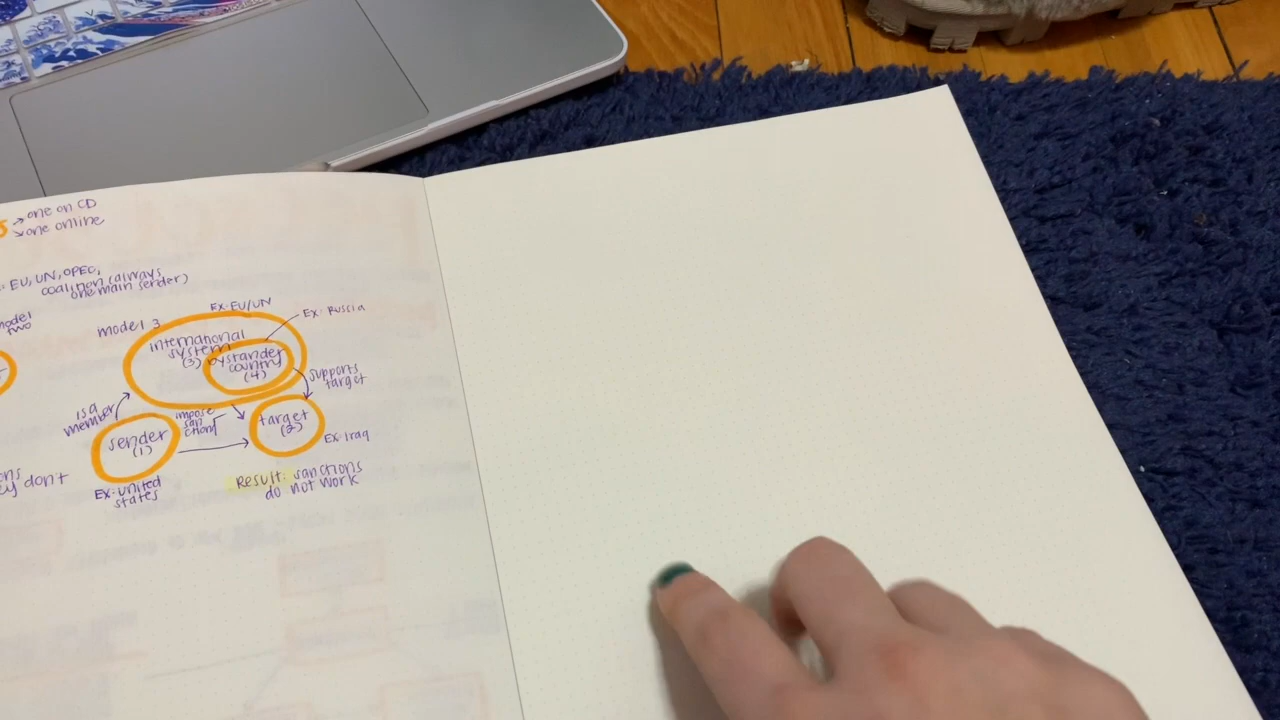 →one on CD
↘one online
EU, UN, OPEC,
coalition (always
one main sender)
model
two
model 3
Ex: EU/UN
Ex: Russia
international
system
(3)
bystander
country
(4)
supports
target
is a
member
impose
sanctions
sender
(1)
target
(2)
Ex: Iraq
Ex: united
states
Result: sanctions
do not work
don't